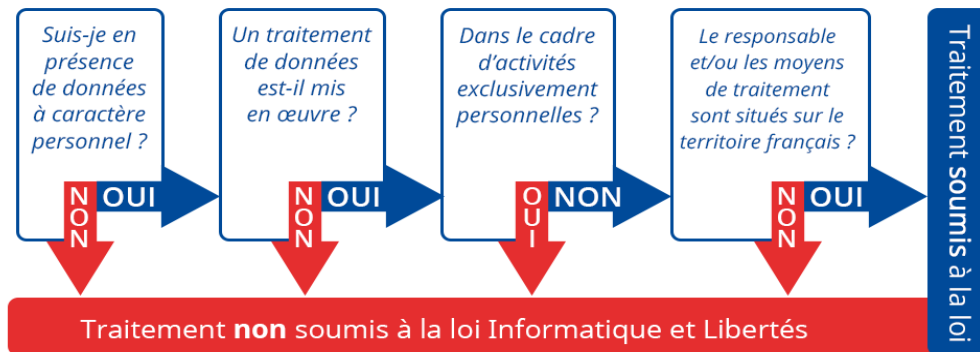 Suis-je en
présence
de données
à caractère
personnel ?
NON
OUI
Un traitement
de données
est-il mis
en œuvre ?
NON
OUI
Dans le cadre
d'activités
exclusivement
personnelles ?
OUI
NON
Le responsable
et/ou les moyens
de traitement
sont situés sur le
territoire français ?
NON
OUI
Traitement soumis à la loi
Traitement non soumis à la loi Informatique et Libertés